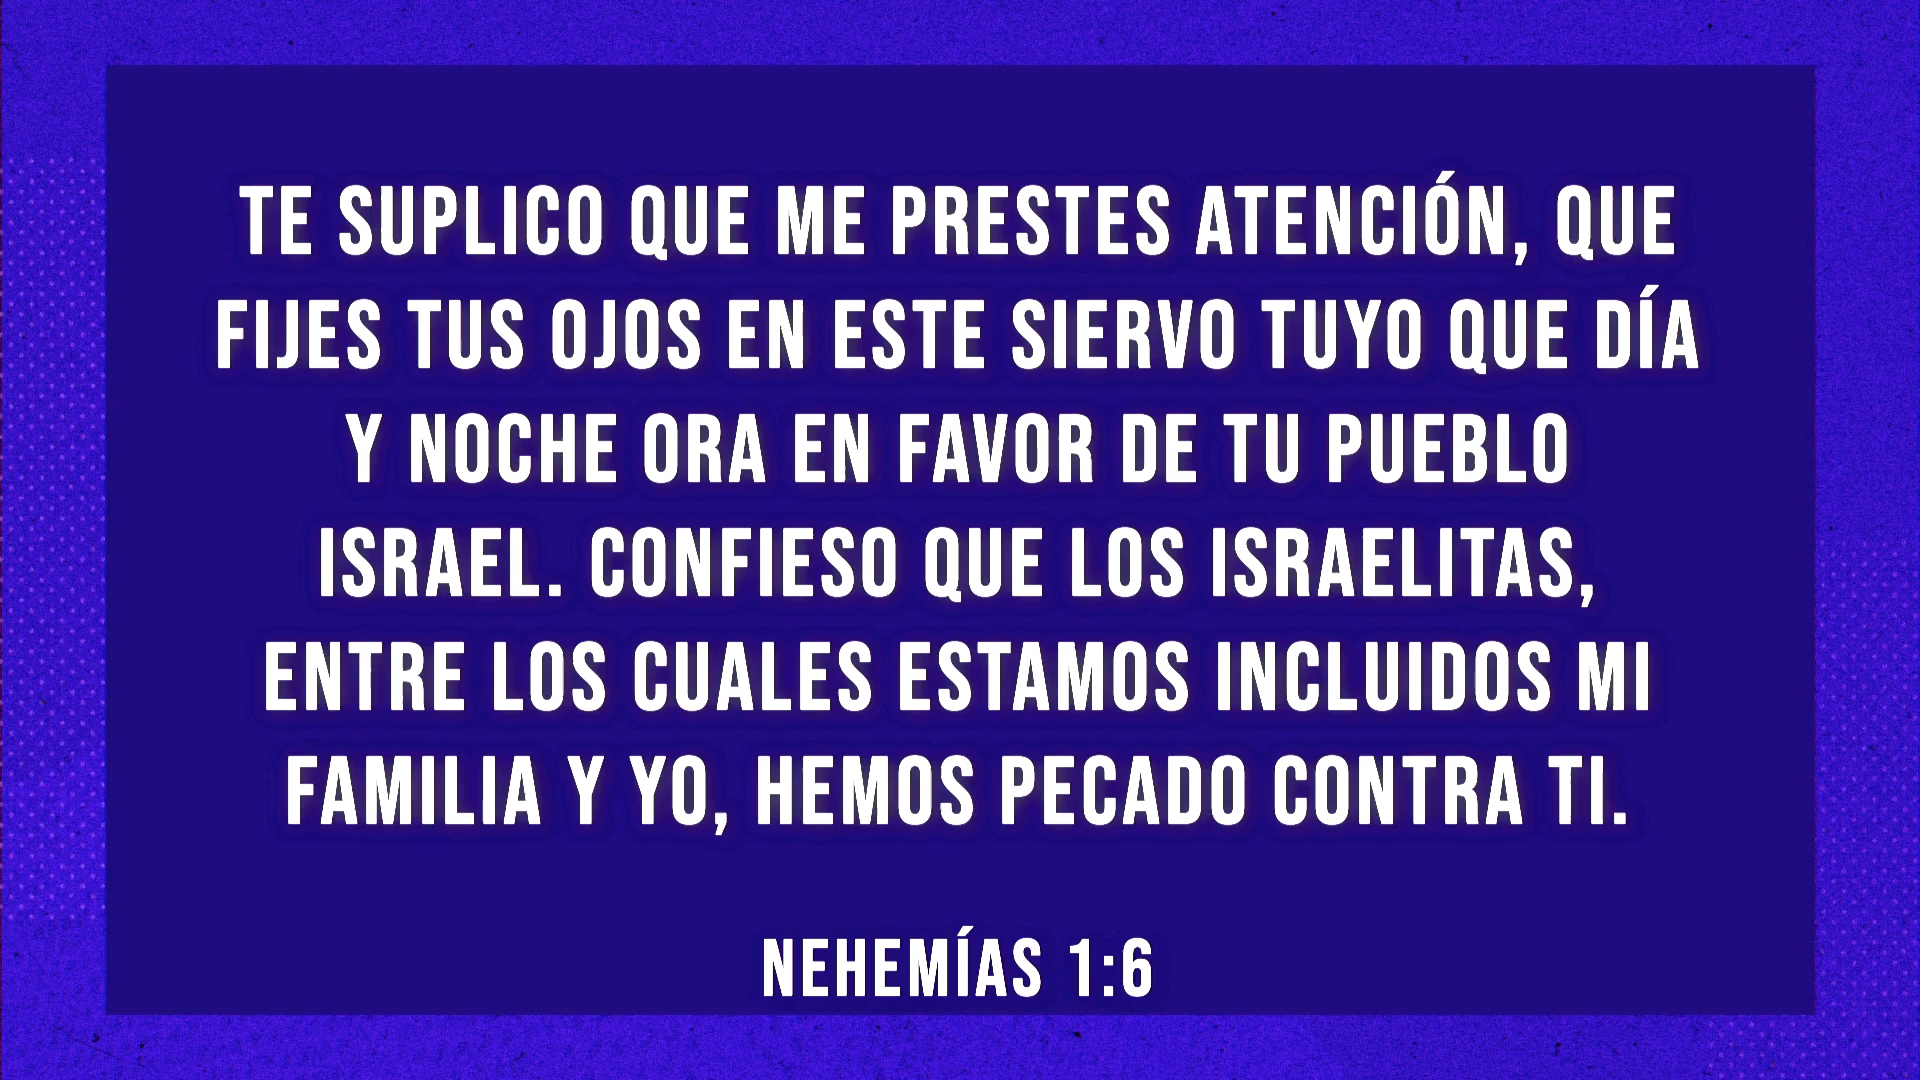 TE SUPLICO QUE ME PRESTES ATENCIÓN, QUE
FIJES TUS OJOS EN ESTE SIERVO TUYO QUE DÍA
Y NOCHE ORA EN FAVOR DE TU PUEBLO
ISRAEL. CONFIESO QUE LOS ISRAELITAS,
ENTRE LOS CUALES ESTAMOS INCLUIDOS MI
FAMILIA Y YO, HEMOS PECADO CONTRA TI.
NEHEMÍAS 1:6